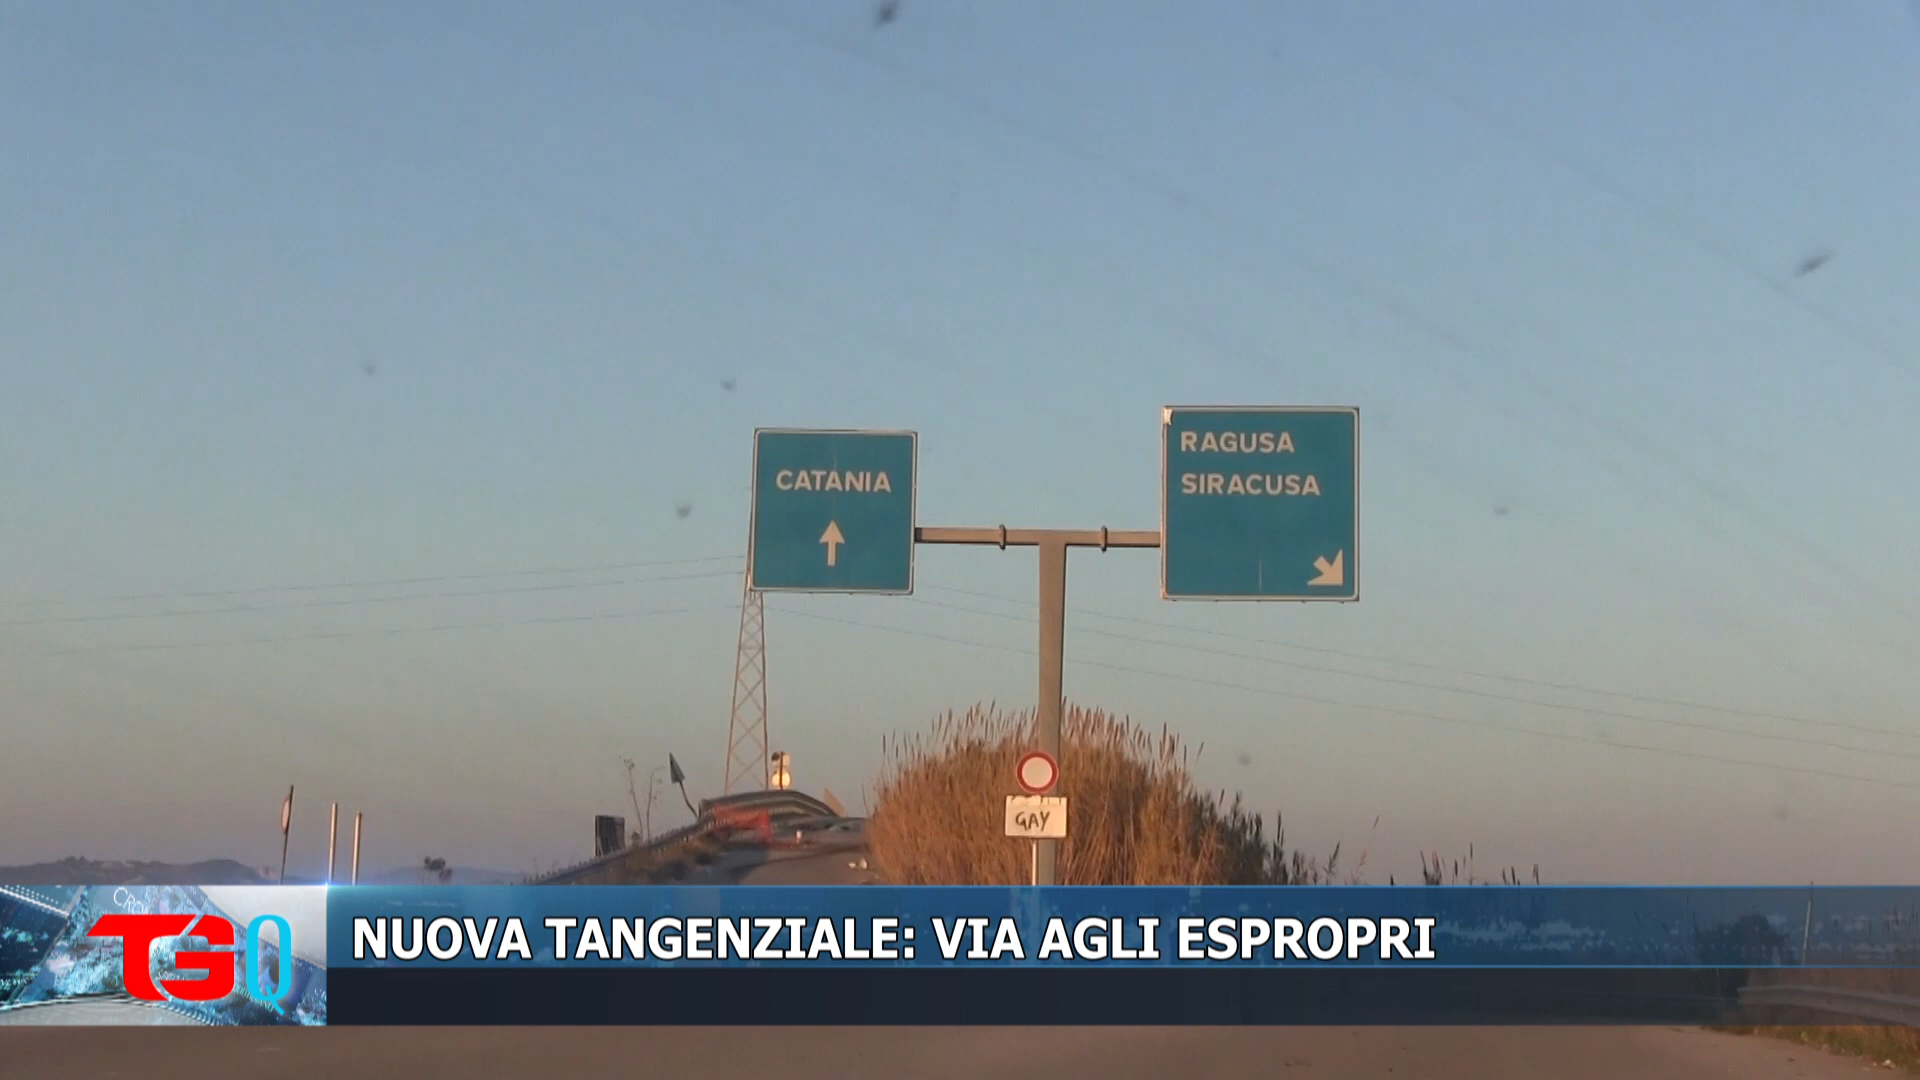 CATANIA
RAGUSA
SIRACUSA
GAY
TGQ
NUOVA TANGENZIALE: VIA AGLI ESPROPRI